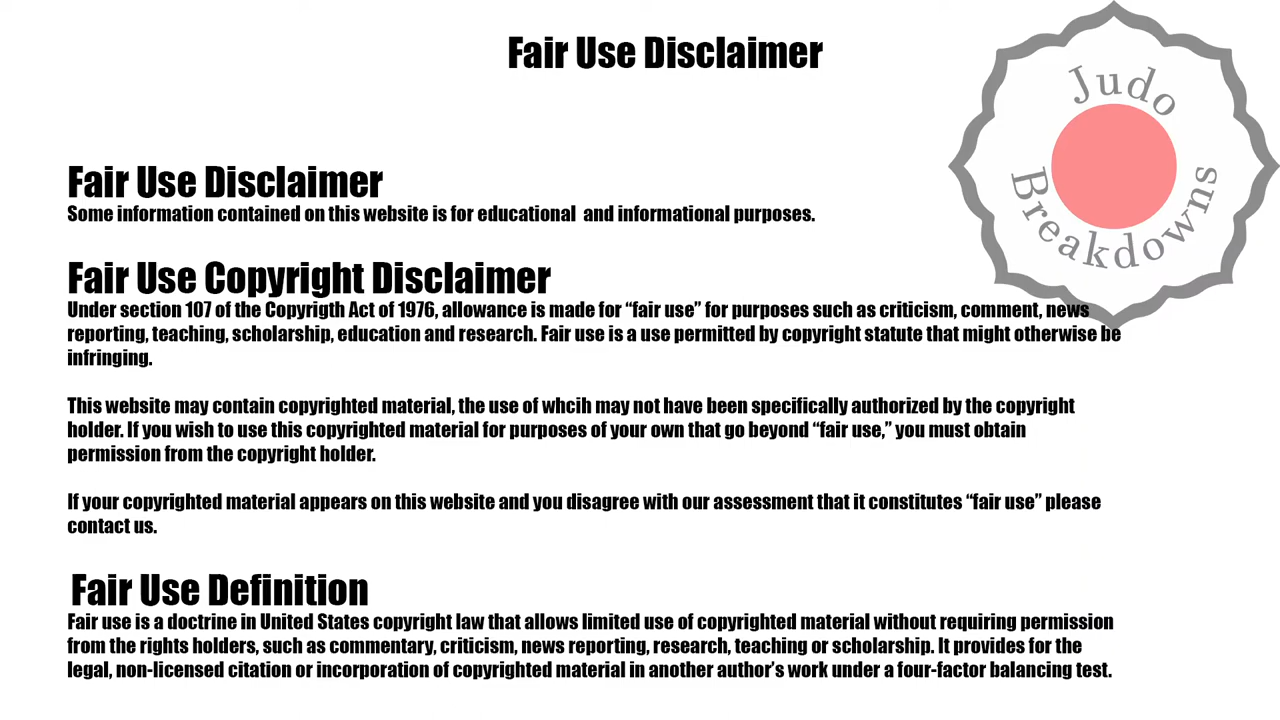 Fair Use Disclaimer
Judo
Breakdowns
Fair Use Disclaimer
Some information contained on this website is for educational  and informational purposes.
Fair Use Copyright Disclaimer
Under section 107 of the Copyrigth Act of 1976, allowance is made for “fair use” for purposes such as criticism, comment, news
reporting, teaching, scholarship, education and research. Fair use is a use permitted by copyright statute that might otherwise be
infringing.
This website may contain copyrighted material, the use of whcih may not have been specifically authorized by the copyright
holder. If you wish to use this copyrighted material for purposes of your own that go beyond “fair use,” you must obtain
permission from the copyright holder.
If your copyrighted material appears on this website and you disagree with our assessment that it constitutes “fair use” please
contact us.
Fair Use Definition
Fair use is a doctrine in United States copyright law that allows limited use of copyrighted material without requiring permission
from the rights holders, such as commentary, criticism, news reporting, research, teaching or scholarship. It provides for the
legal, non-licensed citation or incorporation of copyrighted material in another author’s work under a four-factor balancing test.